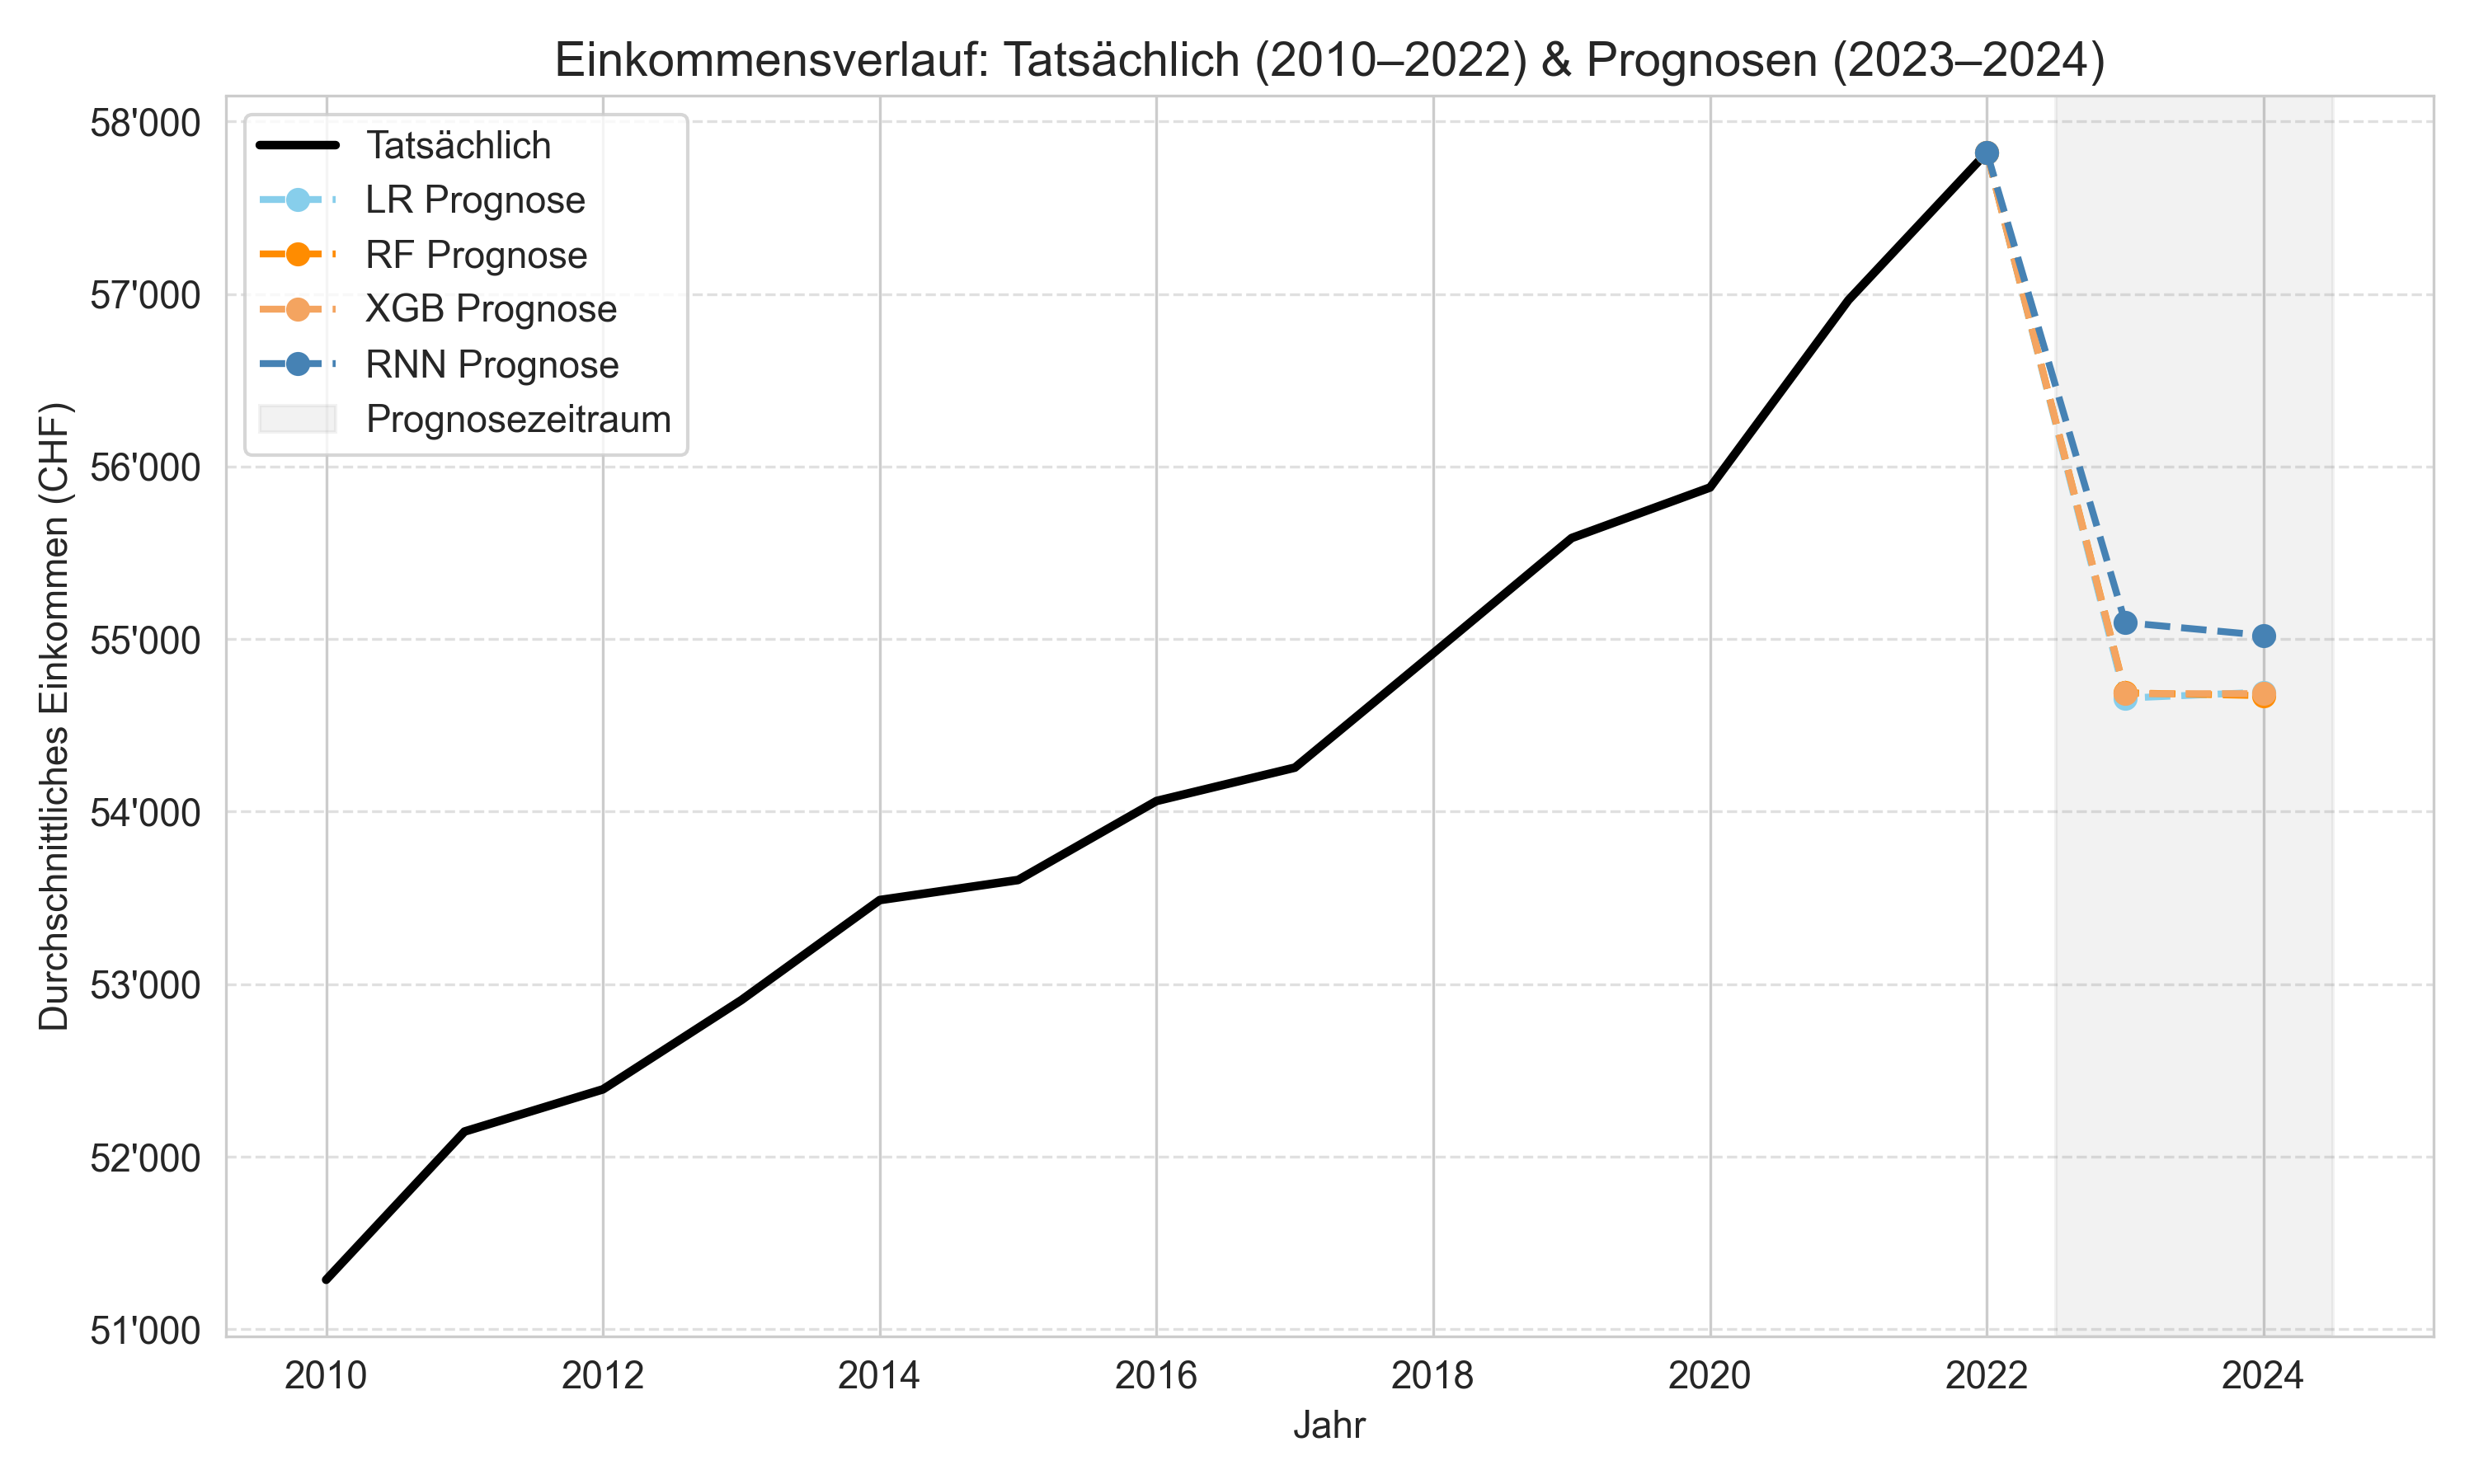 Einkommensverlauf: Tatsächlich (2010–2022) & Prognosen (2023–2024)
58'000
57'000
56'000
55'000
54'000
53'000
52'000
51'000
Durchschnittliches Einkommen (CHF)
Tatsächlich
LR Prognose
RF Prognose
XGB Prognose
RNN Prognose
Prognosezeitraum
2010 2012 2014 2016 2018 2020 2022 2024
Jahr